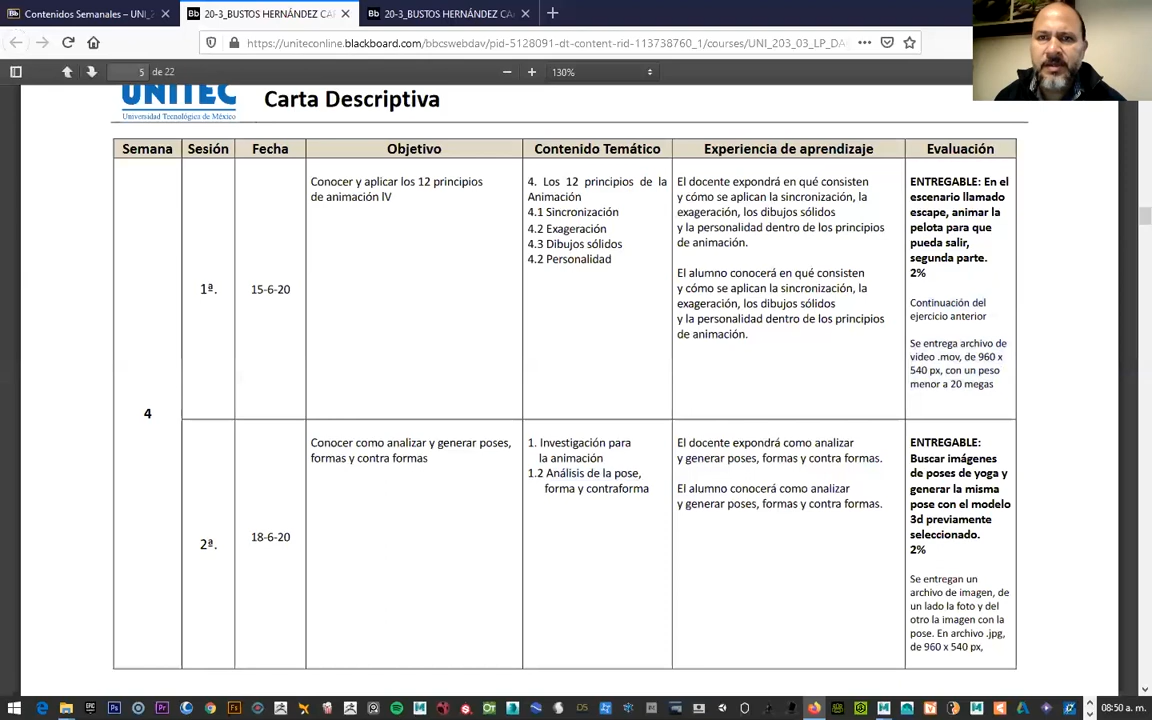 Contenidos Semanales – UNI_2
20-3_BUSTOS HERNÁNDEZ CA
20-3_BUSTOS HERNÁNDEZ CA
https://uniteconline.blackboard.com/bbcswebdav/pid-5128091-dt-content-rid-113738760_1/courses/UNI_203_03_LP_DA
5 de 22
130%
UNITEC
Universidad Tecnológica de México
Carta Descriptiva
Semana Sesión Fecha Objetivo Contenido Temático Experiencia de aprendizaje Evaluación
4
1ª.
15-6-20
Conocer y aplicar los 12 principios
de animación lV
4. Los 12 principios de la
Animación
4.1 Sincronización
4.2 Exageración
4.3 Dibujos sólidos
4.2 Personalidad
El docente expondrá en qué consisten
y cómo se aplican la sincronización, la
exageración, los dibujos sólidos
y la personalidad dentro de los principios
de animación.
El alumno conocerá en qué consisten
y cómo se aplican la sincronización, la
exageración, los dibujos sólidos
y la personalidad dentro de los principios
de animación.
ENTREGABLE: En el
escenario llamado
escape, animar la
pelota para que
pueda salir,
segunda parte.
2%
Continuación del
ejercicio anterior
Se entrega archivo de
video .mov, de 960 x
540 px, con un peso
menor a 20 megas
2ª.
18-6-20
Conocer como analizar y generar poses,
formas y contra formas
1. Investigación para
la animación
1.2 Análisis de la pose,
forma y contraforma
El docente expondrá como analizar
y generar poses, formas y contra formas.
El alumno conocerá como analizar
y generar poses, formas y contra formas.
ENTREGABLE:
Buscar imágenes
de poses de yoga y
generar la misma
pose con el modelo
3d previamente
seleccionado.
2%
Se entregan un
archivo de imagen, de
un lado la foto y del
otro la imagen con la
pose. En archivo .jpg,
de 960 x 540 px,
08:50 a. m.